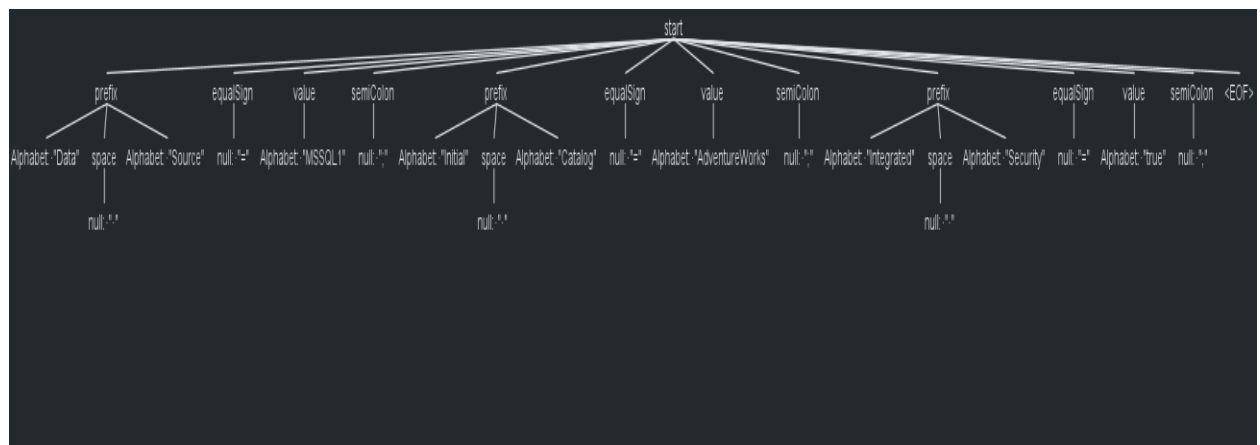 start
prefix equalSign value semiColon prefix equalSign value semiColon prefix equalSign value semiColon <EOF>
Alphabet: ·"Data" space Alphabet: ·"Source" null: ·"=" Alphabet: ·"MSSQL1" null: ·";" Alphabet: ·"Initial" space Alphabet: ·"Catalog" null: ·"=" Alphabet: ·"AdventureWorks" null: ·";" Alphabet: ·"Integrated" space Alphabet: ·"Security" null: ·"=" Alphabet: ·"true" null: ·";"
null: ·"·" null: ·"·" null: ·"·"